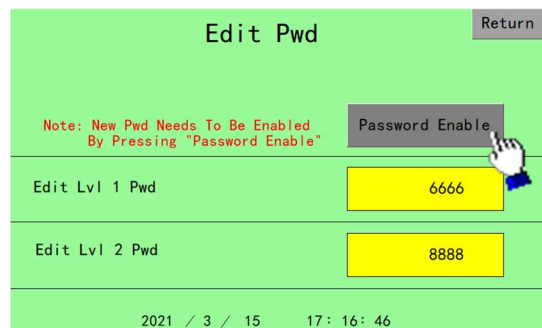 Edit Pwd
Return
Note: New Pwd Needs To Be Enabled
By Pressing "Password Enable"
Password Enable
Edit Lvl 1 Pwd
6666
Edit Lvl 2 Pwd
8888
2021 / 3 / 15 17: 16: 46